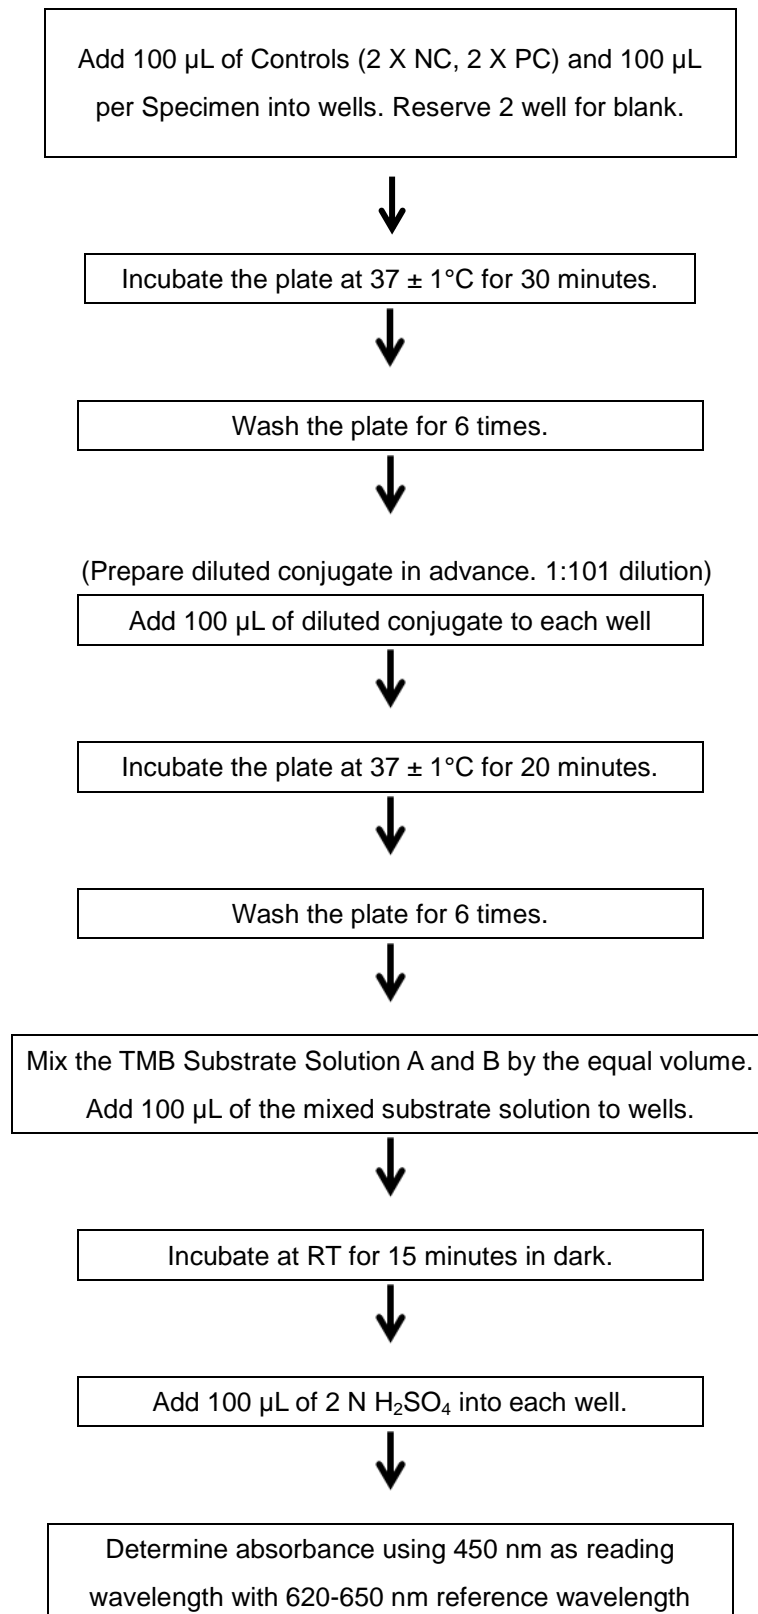 Add 100 µL of Controls (2 X NC, 2 X PC) and 100 µL
per Specimen into wells. Reserve 2 well for blank.
Incubate the plate at 37 ± 1°C for 30 minutes.
Wash the plate for 6 times.
(Prepare diluted conjugate in advance. 1:101 dilution)
Add 100 µL of diluted conjugate to each well
Incubate the plate at 37 ± 1°C for 20 minutes.
Wash the plate for 6 times.
Mix the TMB Substrate Solution A and B by the equal volume.
Add 100 µL of the mixed substrate solution to wells.
Incubate at RT for 15 minutes in dark.
Add 100 µL of 2 N H₂SO₄ into each well.
Determine absorbance using 450 nm as reading
wavelength with 620-650 nm reference wavelength